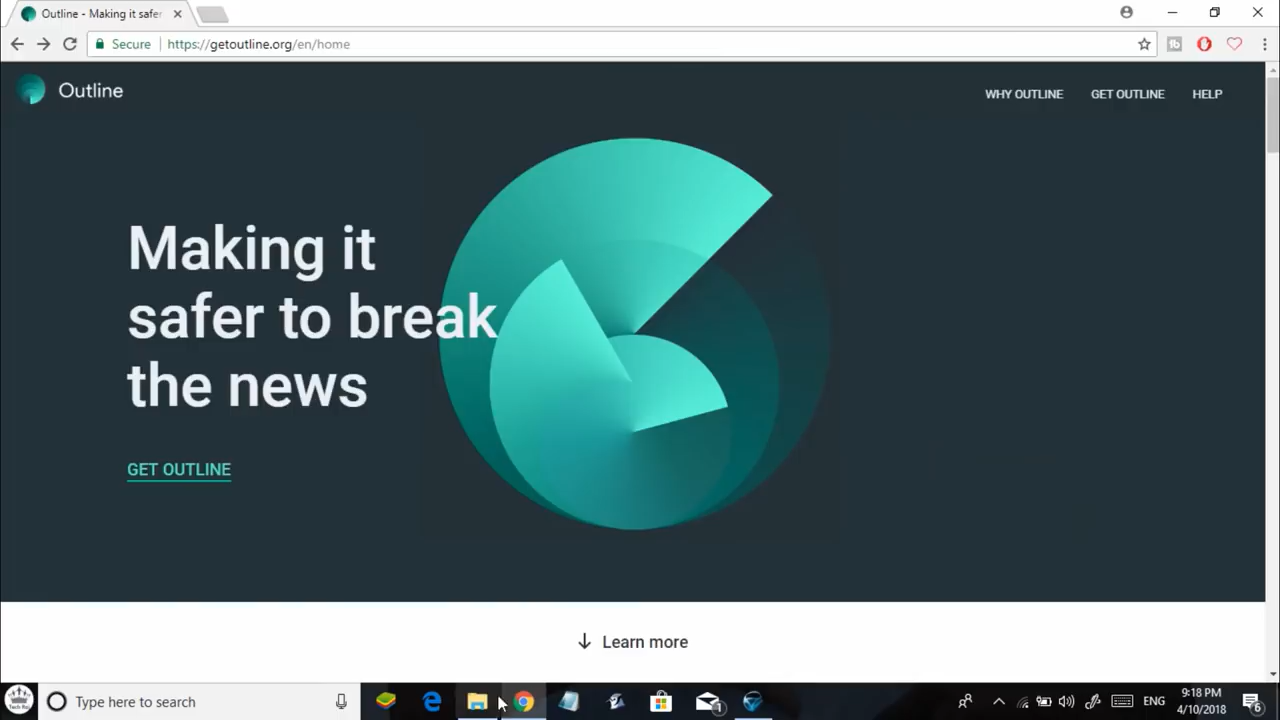 Outline - Making it safer
Secure
https://getoutline.org/en/home
Outline
WHY OUTLINE
GET OUTLINE
HELP
Making it
safer to break
the news
GET OUTLINE
Learn more
Type here to search
1
ENG
9:18 PM
4/10/2018
6